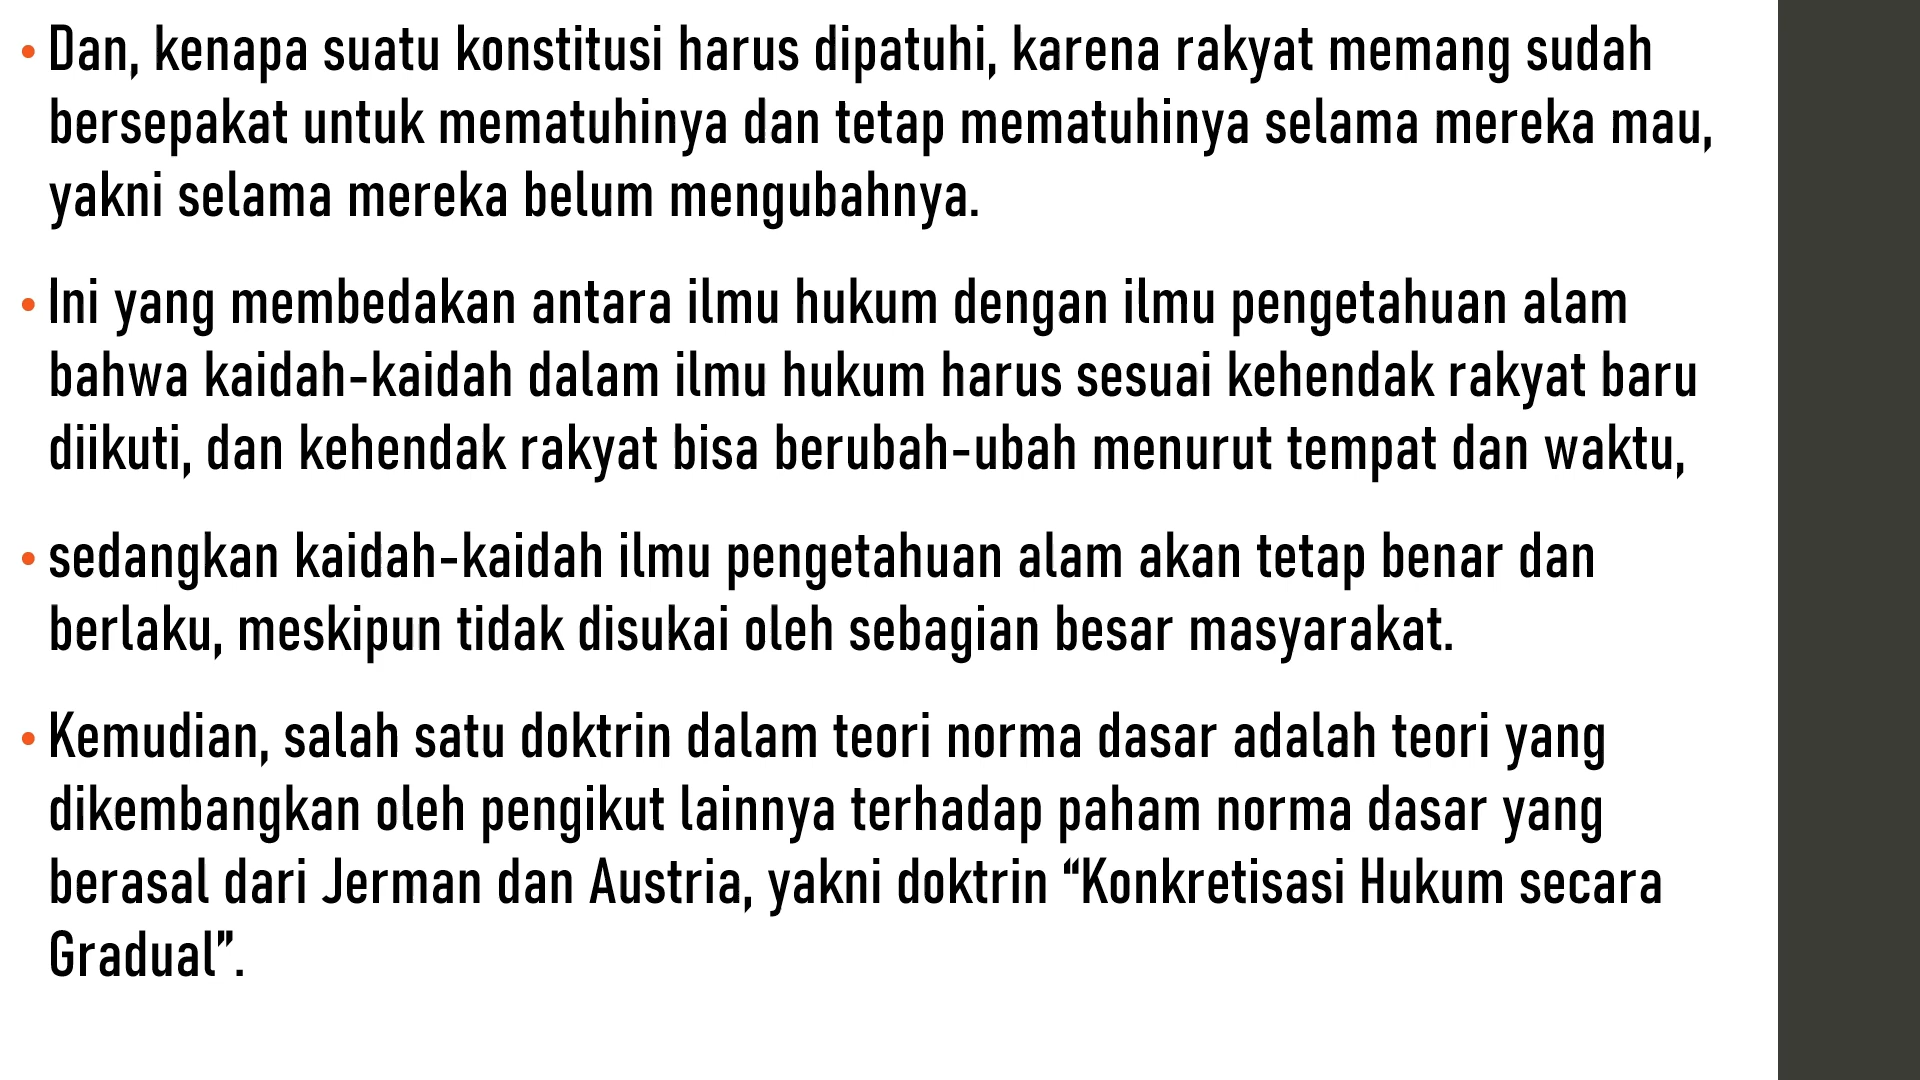 • Dan, kenapa suatu konstitusi harus dipatuhi, karena rakyat memang sudah
bersepakat untuk mematuhinya dan tetap mematuhinya selama mereka mau,
yakni selama mereka belum mengubahnya.
• Ini yang membedakan antara ilmu hukum dengan ilmu pengetahuan alam
bahwa kaidah-kaidah dalam ilmu hukum harus sesuai kehendak rakyat baru
diikuti, dan kehendak rakyat bisa berubah-ubah menurut tempat dan waktu,
• sedangkan kaidah-kaidah ilmu pengetahuan alam akan tetap benar dan
berlaku, meskipun tidak disukai oleh sebagian besar masyarakat.
• Kemudian, salah satu doktrin dalam teori norma dasar adalah teori yang
dikembangkan oleh pengikut lainnya terhadap paham norma dasar yang
berasal dari Jerman dan Austria, yakni doktrin “Konkretisasi Hukum secara
Gradual”.